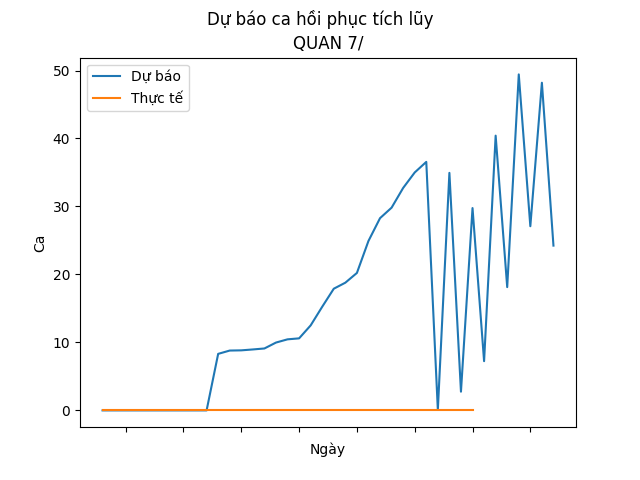 Dự báo ca hồi phục tích lũy
QUAN 7/
Dự báo
Thực tế
50
40
30
20
10
0
Ca
Ngày